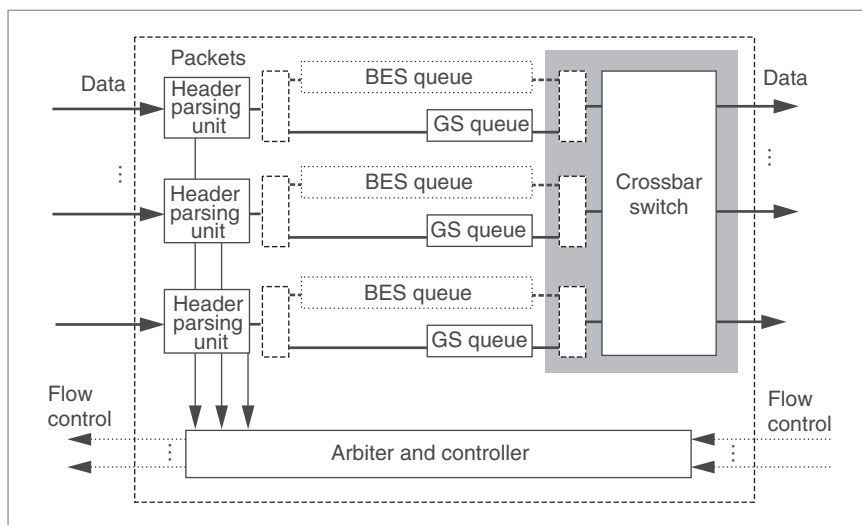 Packets
Data
Header
parsing
unit
BES queue
GS queue
Data
Header
parsing
unit
BES queue
GS queue
Crossbar
switch
Header
parsing
unit
BES queue
GS queue
Flow
control
Arbiter and controller
Flow
control